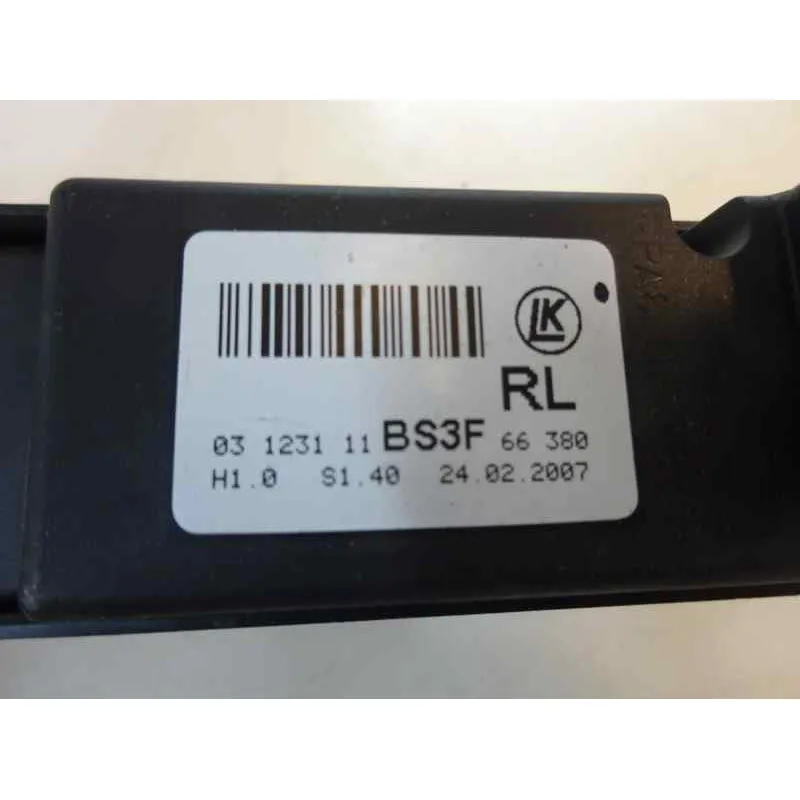 LK
RL
03 1231 11 BS3F 66 380
H1.0 S1.40 24.02.2007